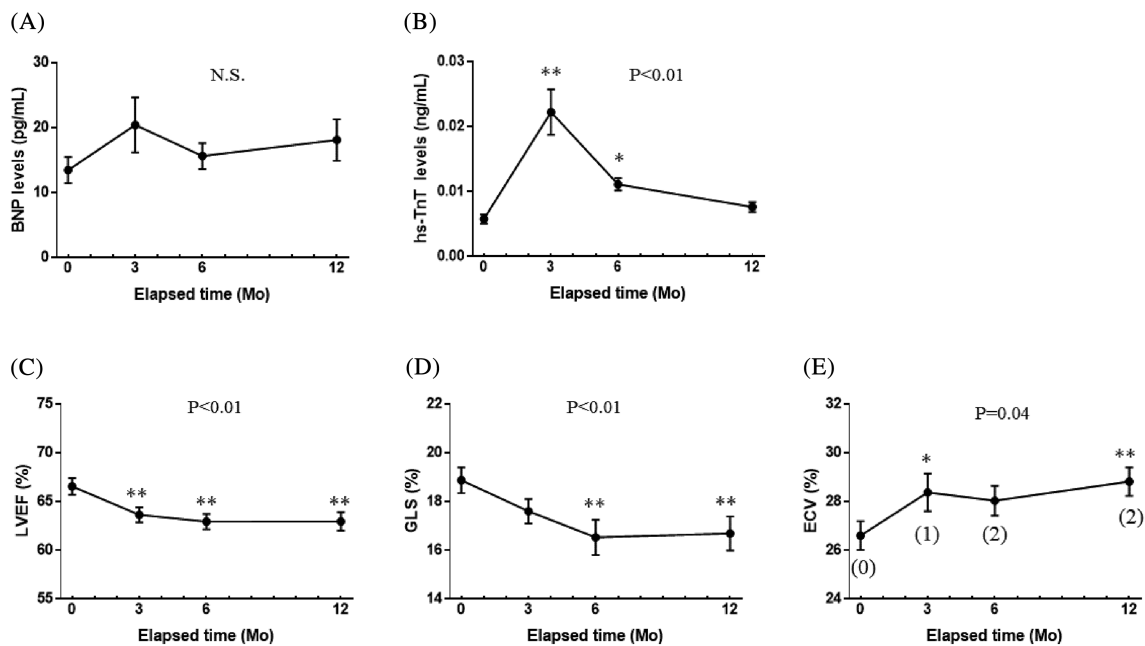 (A)
BNP levels (pg/mL)
30
20
10
0
N.S.
0 3 6 12
Elapsed time (Mo)
(B)
hs-TnT levels (ng/mL)
0.03
0.02
0.01
0.00
** P<0.01
*
0 3 6 12
Elapsed time (Mo)
(C)
LVEF (%)
75
70
65
60
55
P<0.01
** ** **
0 3 6 12
Elapsed time (Mo)
(D)
GLS (%)
22
20
18
16
14
P<0.01
** **
0 3 6 12
Elapsed time (Mo)
(E)
ECV (%)
32
30
28
26
24
P=0.04
* **
(0) (1) (2) (2)
0 3 6 12
Elapsed time (Mo)